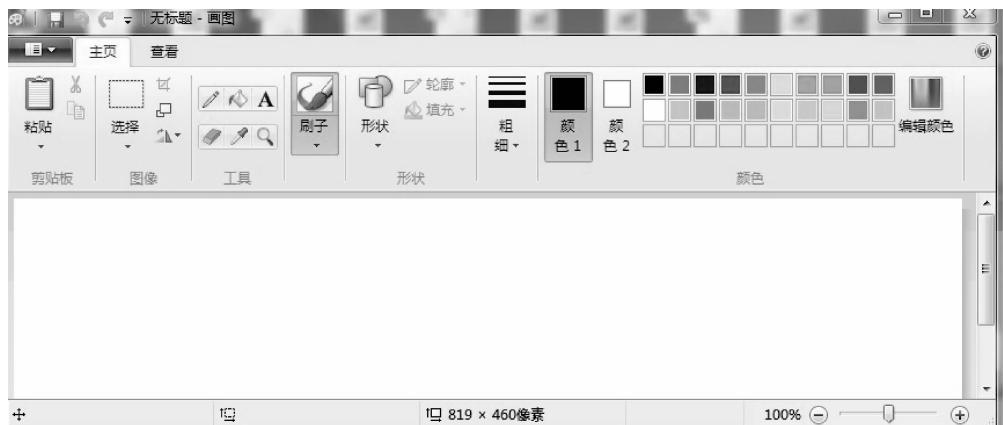 无标题 - 画图
主页 查看
粘贴 选择 A 刷子 形状 轮廓 填充 粗细 颜色 1 颜色 2 编辑颜色
剪贴板 图像 工具 形状 颜色
819 × 460像素 100%